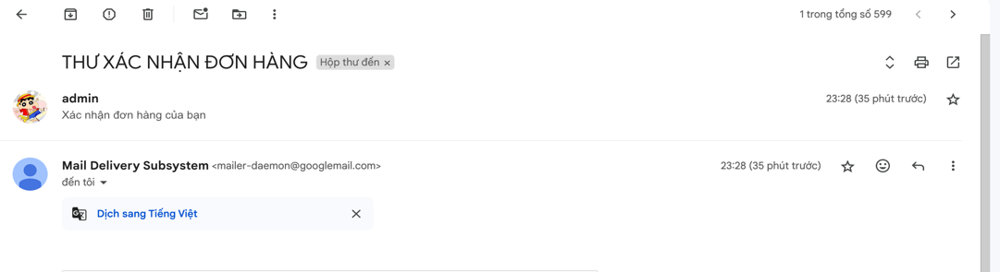 1 trong tổng số 599
THƯ XÁC NHẬN ĐƠN HÀNG Hộp thư đến ×
admin 23:28 (35 phút trước)
Xác nhận đơn hàng của bạn
Mail Delivery Subsystem <mailer-daemon@googlemail.com> 23:28 (35 phút trước)
đến tôi
Dịch sang Tiếng Việt